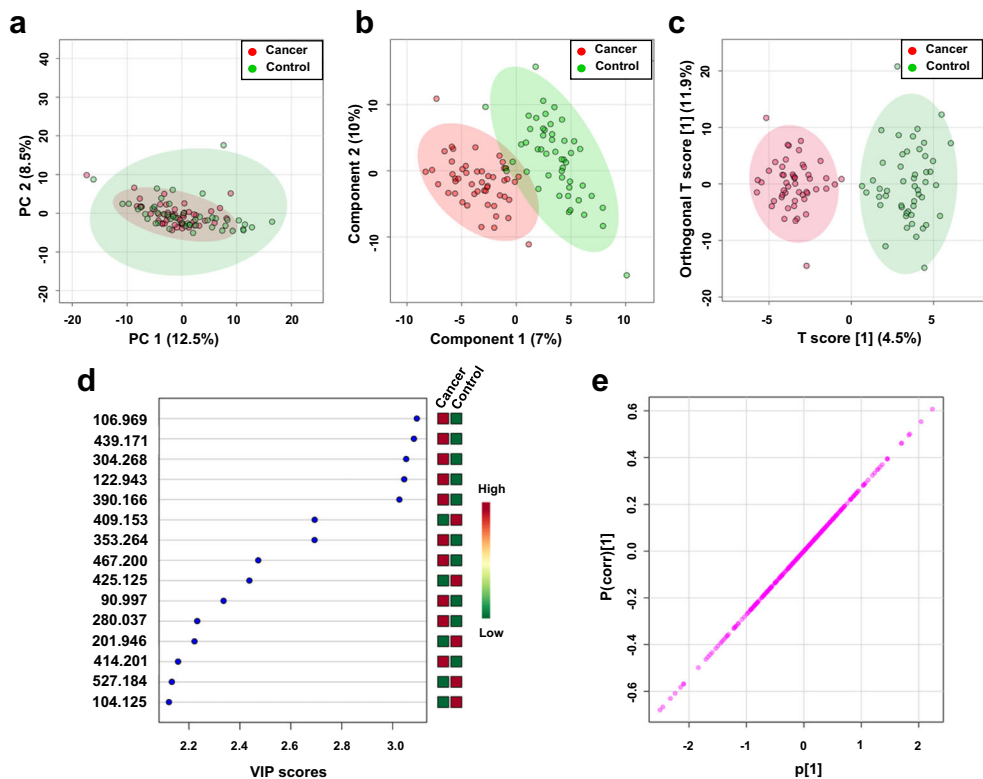 a
Cancer
Control
40
30
20
10
0
-10
-20
PC 2 (8.5%)
-20
-10
0
10
20
PC 1 (12.5%)
b
Cancer
Control
10
0
-10
Component 2 (10%)
-10
-5
0
5
10
Component 1 (7%)
c
Cancer
Control
20
10
0
-10
-20
Orthogonal T score [1] (11.9%)
-5
0
5
T score [1] (4.5%)
d
Cancer
Control
106.969
439.171
304.268
122.943
390.166
409.153
353.264
467.200
425.125
90.997
280.037
201.946
414.201
527.184
104.125
High
Low
2.2
2.4
2.6
2.8
3.0
VIP scores
e
0.6
0.4
0.2
0.0
-0.2
-0.4
-0.6
P(corr)[1]
-2
-1
0
1
2
p[1]